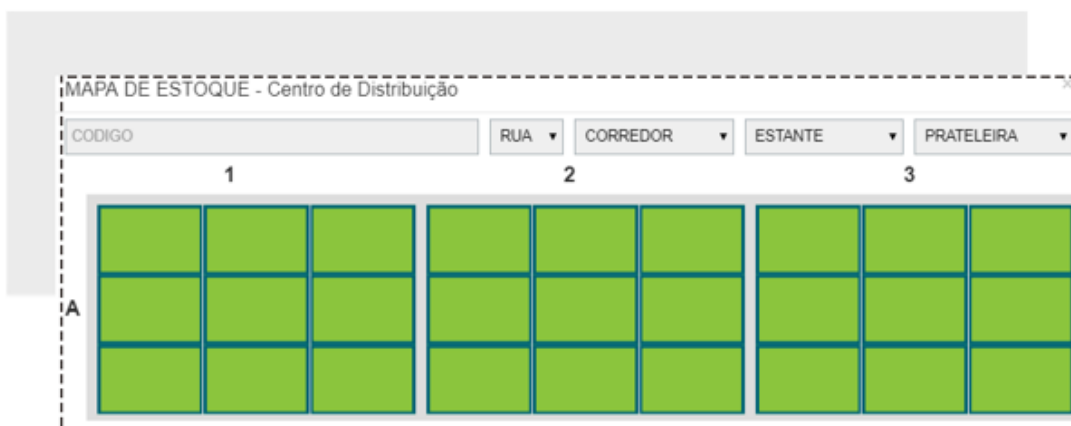 MAPA DE ESTOQUE - Centro de Distribuição
CODIGO RUA CORREDOR ESTANTE PRATELEIRA
1 2 3
A